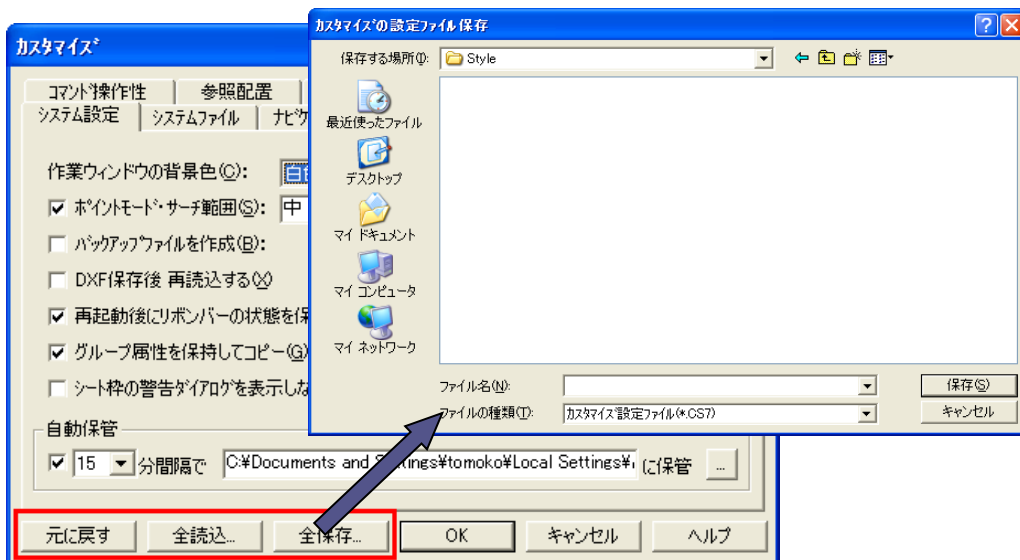 カスタマイズ
コマンド操作性
参照配置
システム設定
システムファイル
作業ウィンドウの背景色(C):
ポイントモード・サーチ範囲(S):
中
バックアップファイルを作成(B):
DXF保存後 再読込する(X)
再起動後にリボンバーの状態を保
グループ属性を保持してコピー(G)
シート枠の警告ダイアログを表示しな
自動保管
15
分間隔で
C:¥Documents and Settings¥tomoko¥Local Settings¥
に保管
...
元に戻す
全読込...
全保存...
OK
キャンセル
ヘルプ
カスタマイズの設定ファイル保存
保存する場所(I):
Style
最近使ったファイル
デスクトップ
マイ ドキュメント
マイ コンピュータ
マイ ネットワーク
ファイル名(N):
保存(S)
ファイルの種類(T):
カスタマイズ設定ファイル(*.CS7)
キャンセル